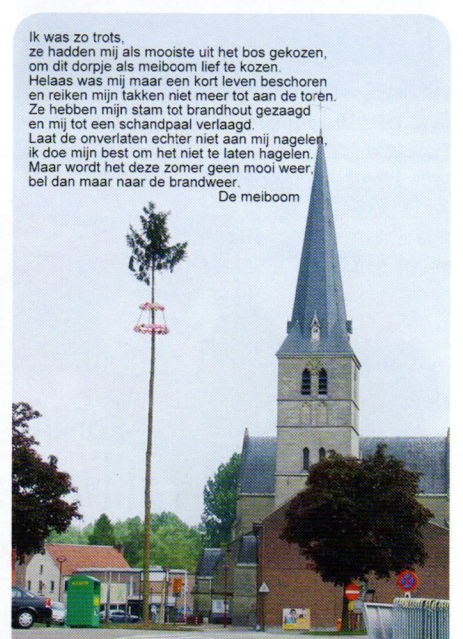 Ik was zo trots,
ze hadden mij als mooiste uit het bos gekozen,
om dit dorpje als meiboom lief te kozen.
Helaas was mij maar een kort leven beschoren
en reiken mijn takken niet meer tot aan de toren.
Ze hebben mijn stam tot brandhout gezaagd
en mij tot een schandpaal verlaagd.
Laat de onverlaten echter niet aan mij nagelen,
ik doe mijn best om het niet te laten hagelen.
Maar wordt het deze zomer geen mooi weer,
bel dan maar naar de brandweer.
De meiboom